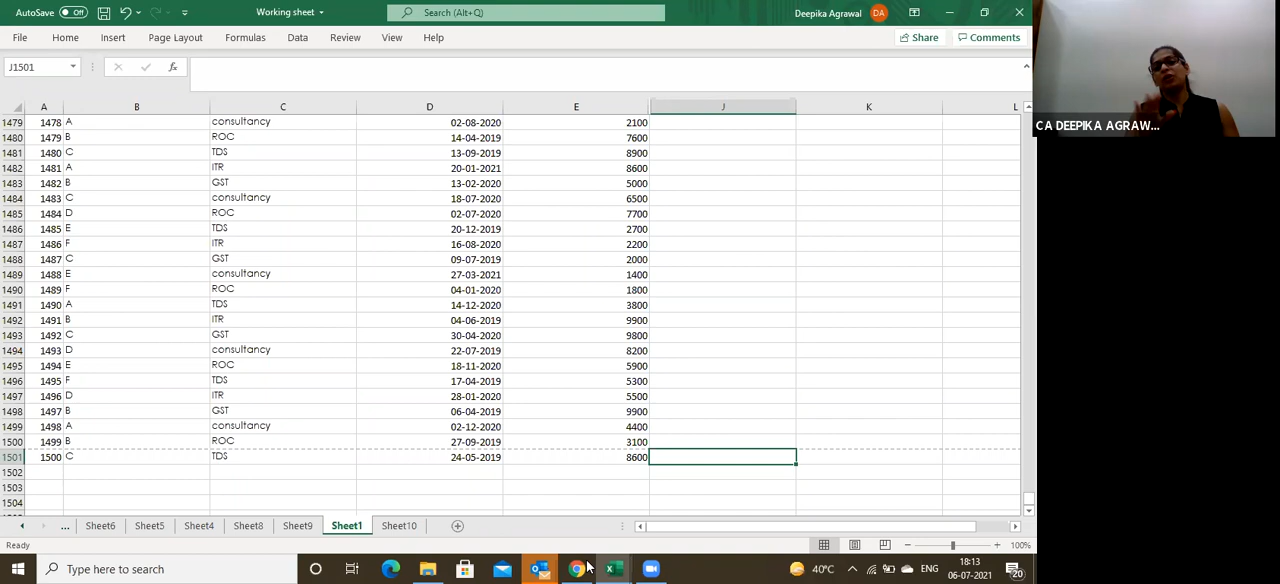 AutoSave Off Working sheet Search (Alt+Q) Deepika Agrawal DA
File Home Insert Page Layout Formulas Data Review View Help Share Comments
J1501 fx
A B C D E J K L
1479 1478 A consultancy 02-08-2020 2100
1480 1479 B ROC 14-04-2019 7600
1481 1480 C TDS 13-09-2019 8900
1482 1481 A ITR 20-01-2021 8600
1483 1482 B GST 13-02-2020 5000
1484 1483 C consultancy 18-07-2020 6500
1485 1484 D ROC 02-07-2020 7700
1486 1485 E TDS 20-12-2019 2700
1487 1486 F ITR 16-08-2020 2200
1488 1487 C GST 09-07-2019 2000
1489 1488 E consultancy 27-03-2021 1400
1490 1489 F ROC 04-01-2020 1800
1491 1490 A TDS 14-12-2020 3800
1492 1491 B ITR 04-06-2019 9900
1493 1492 C GST 30-04-2020 9800
1494 1493 D consultancy 22-07-2019 8200
1495 1494 E ROC 18-11-2020 5900
1496 1495 F TDS 17-04-2019 5300
1497 1496 D ITR 28-01-2020 5500
1498 1497 B GST 06-04-2019 9900
1499 1498 A consultancy 02-12-2020 4400
1500 1499 B ROC 27-09-2019 3100
1501 1500 C TDS 24-05-2019 8600
1502
1503
1504
... Sheet6 Sheet5 Sheet4 Sheet8 Sheet9 Sheet1 Sheet10
Ready 100%
Type here to search 40°C ENG 18:13
06-07-2021 20
CA DEEPIKA AGRAW...